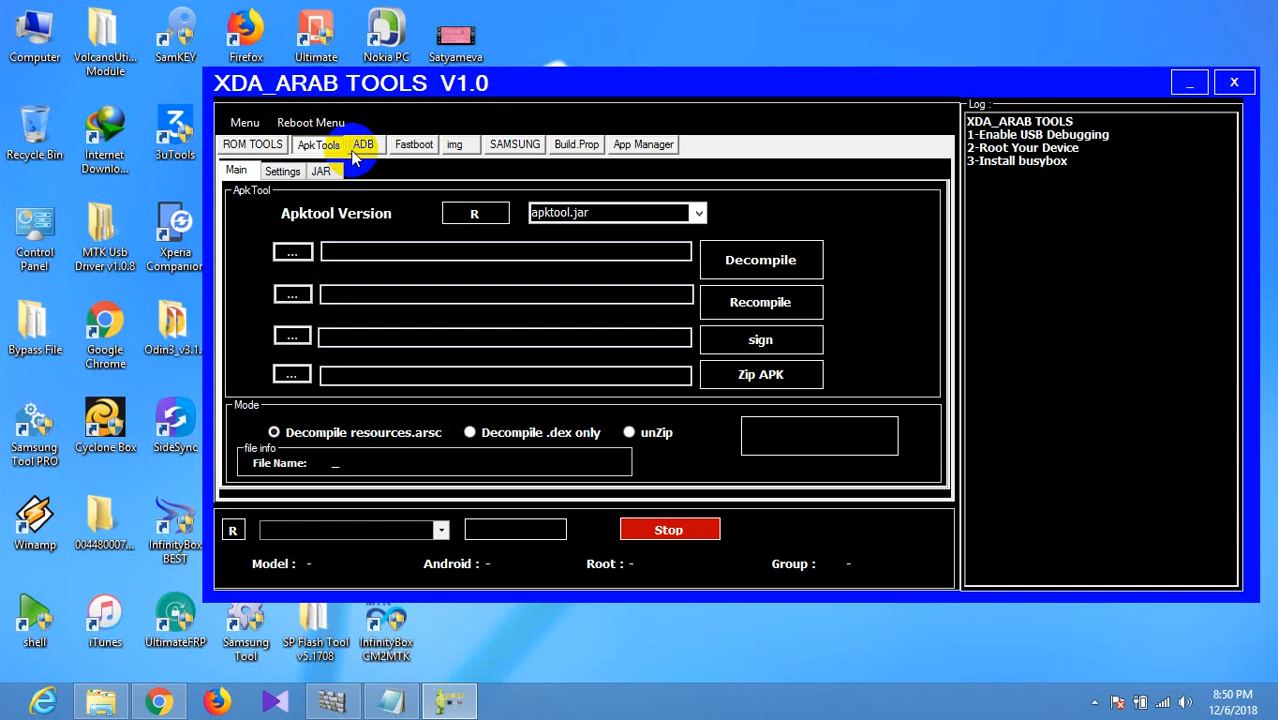 Computer
VolcanoUti...
Module
SamKEY
Firefox
Ultimate
Nokia PC
Satyameva
Recycle Bin
Internet
Downlo...
3uTools
Control
Panel
MTK Usb
Driver v1.0.8
Xperia
Companion
Bypass File
Google
Chrome
Odin3_v3.1.
Samsung
Tool PRO
Cyclone Box
SideSync
Winamp
004480007...
InfinityBox
BEST
shell
iTunes
UltimateFRP
Samsung
Tool
SP Flash Tool
v5.1708
InfinityBox
CM2MTK
XDA_ARAB TOOLS V1.0
_
X
Menu
Reboot Menu
ROM TOOLS
ApkTools
ADB
Fastboot
img
SAMSUNG
Build.Prop
App Manager
Main
Settings
JAR
ApkTool
Apktool Version
R
apktool.jar
...
Decompile
...
Recompile
...
sign
...
Zip APK
Mode
Decompile resources.arsc
Decompile .dex only
unZip
file info
File Name: _
R
Stop
Model : -
Android : -
Root : -
Group : -
Log :
XDA_ARAB TOOLS
1-Enable USB Debugging
2-Root Your Device
3-Install busybox
8:50 PM
12/6/2018